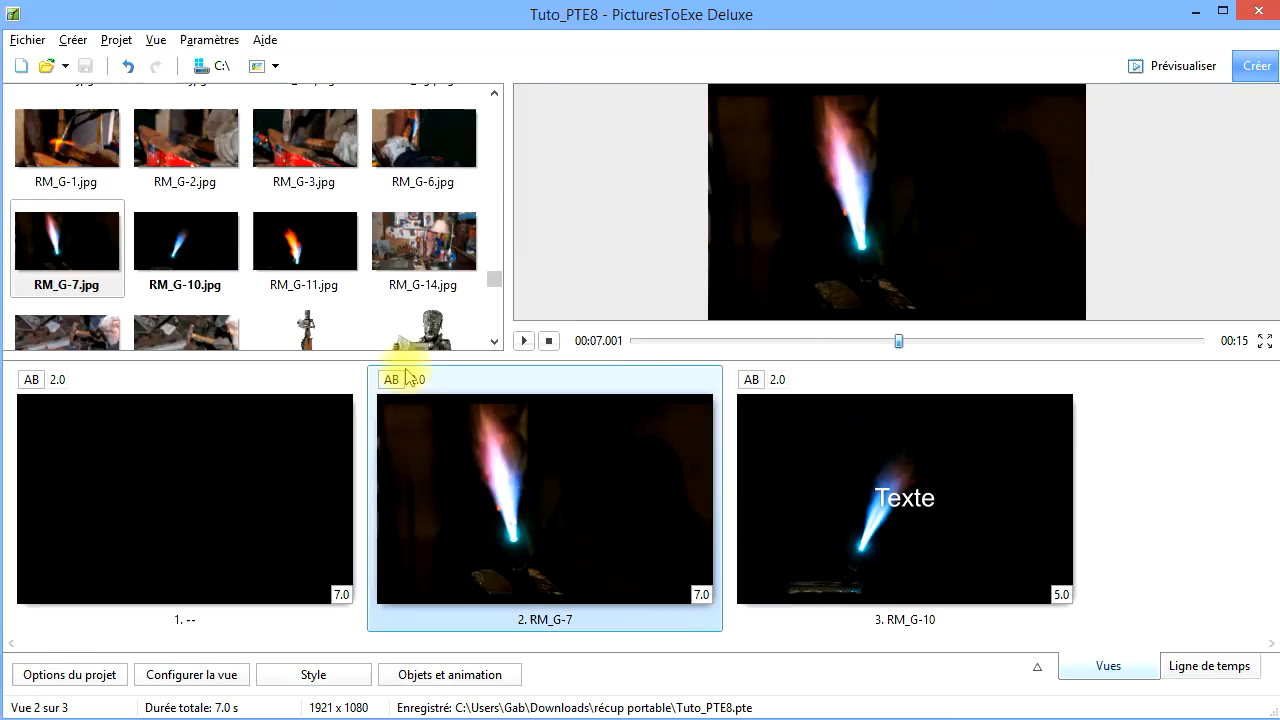 Tuto_PTE8 - PicturesToExe Deluxe
Fichier Créer Projet Vue Paramètres Aide
C:\
Prévisualiser
Créer
RM_G-1.jpg RM_G-2.jpg RM_G-3.jpg RM_G-6.jpg
RM_G-7.jpg RM_G-10.jpg RM_G-11.jpg RM_G-14.jpg
00:07.001
00:15
AB 2.0
AB 2.0
AB 2.0
Texte
7.0
7.0
5.0
1. --
2. RM_G-7
3. RM_G-10
Options du projet
Configurer la vue
Style
Objets et animation
Vues
Ligne de temps
Vue 2 sur 3
Durée totale: 7.0 s
1921 x 1080
Enregistré: C:\Users\Gab\Downloads\récup portable\Tuto_PTE8.pte